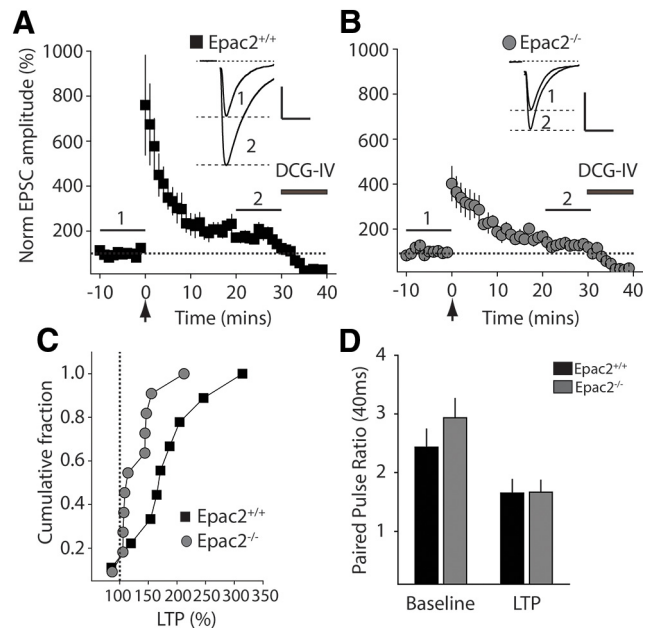 A
Epac2+/+
Norm EPSC amplitude (%)
1000
800
600
400
200
1
2
DCG-IV
1
2
-10 0 10 20 30 40
Time (mins)
B
Epac2-/-
1000
800
600
400
200
1
2
DCG-IV
1
2
-10 0 10 20 30 40
Time (mins)
C
Cumulative fraction
1.0
0.8
0.6
0.4
0.2
Epac2+/+
Epac2-/-
100 150 200 250 300 350
LTP (%)
D
Paired Pulse Ratio (40ms)
4
3
2
1
Epac2+/+
Epac2-/-
Baseline LTP